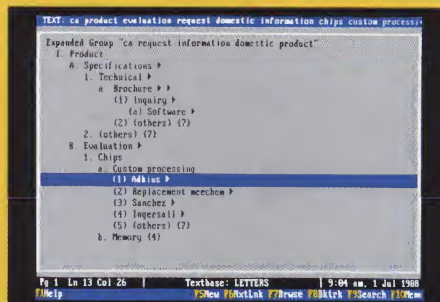 TEXT: ca product evaluation request domestic information chips custom processi
Expanded Group "ca request information domestic product"
I. Product
A. Specifications ▶
1. Technical ▶
a Brochure ▶ ▶
(1) Inquiry ▶
(a) Software ▶
(2) (others) (7)
2. (others) (7)
B. Evaluation ▶
1. Chips
a. Custom processing
(1) Adkins ▶
(2) Replacement meechem ▶
(3) Sanchez ▶
(4) Ingersall ▶
(5) (others) (7)
b. Memory (4)
Pg 1 Ln 13 Col 26 | Textbase: LETTERS | 9:04 am, 1 Jul 1988
F1Help F5New F6NxtLnk F7Brwse F8Bktrk F9Search F10Menu